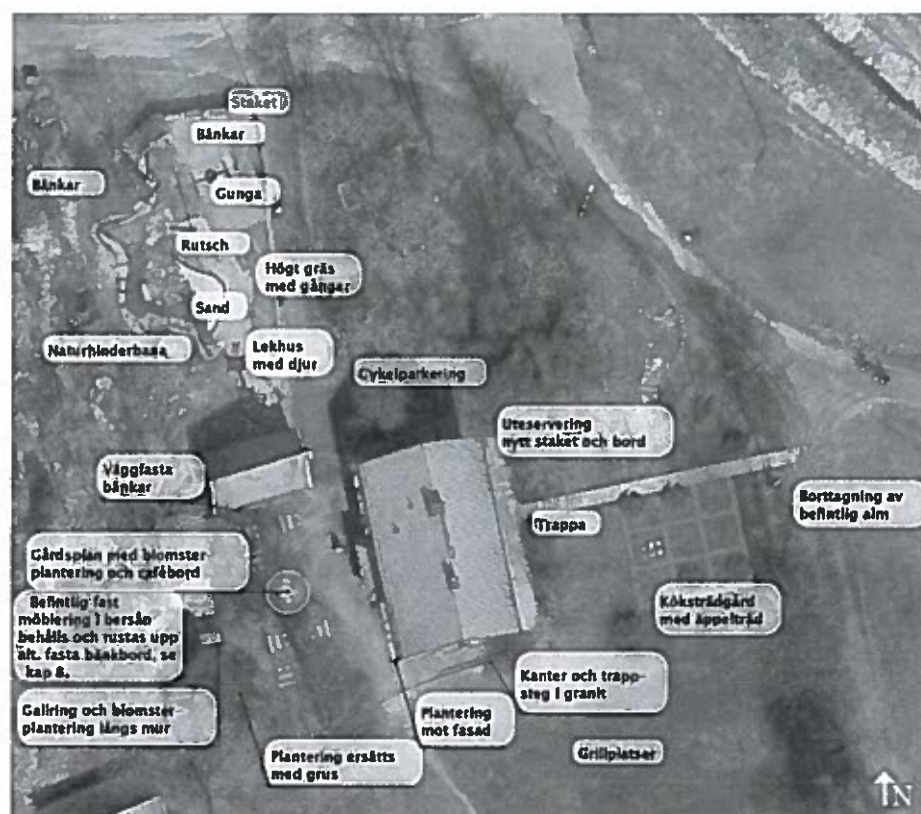 Staket
Bänkar
Bänkar
Gunga
Rutsch
Högt gräs
med gångar
Sand
Naturhinderbana
Lekhus
med djur
Cykelparkering
Uteservering
nytt staket och bord
Väggfasta
bänkar
Trappa
Borttagning av
befintlig alm
Gårdsplan med blomster-
plantering och cafébord
Befintlig fast
möblering i bersån
behålls och rustas upp
alt. fasta bänkbord, se
kap 8.
Köksträdgård
med äppelträd
Kanter och trapp-
steg i granit
Gallring och blomster-
plantering längs mur
Plantering
mot fasad
Plantering ersätts
med grus
Grillplatser
N